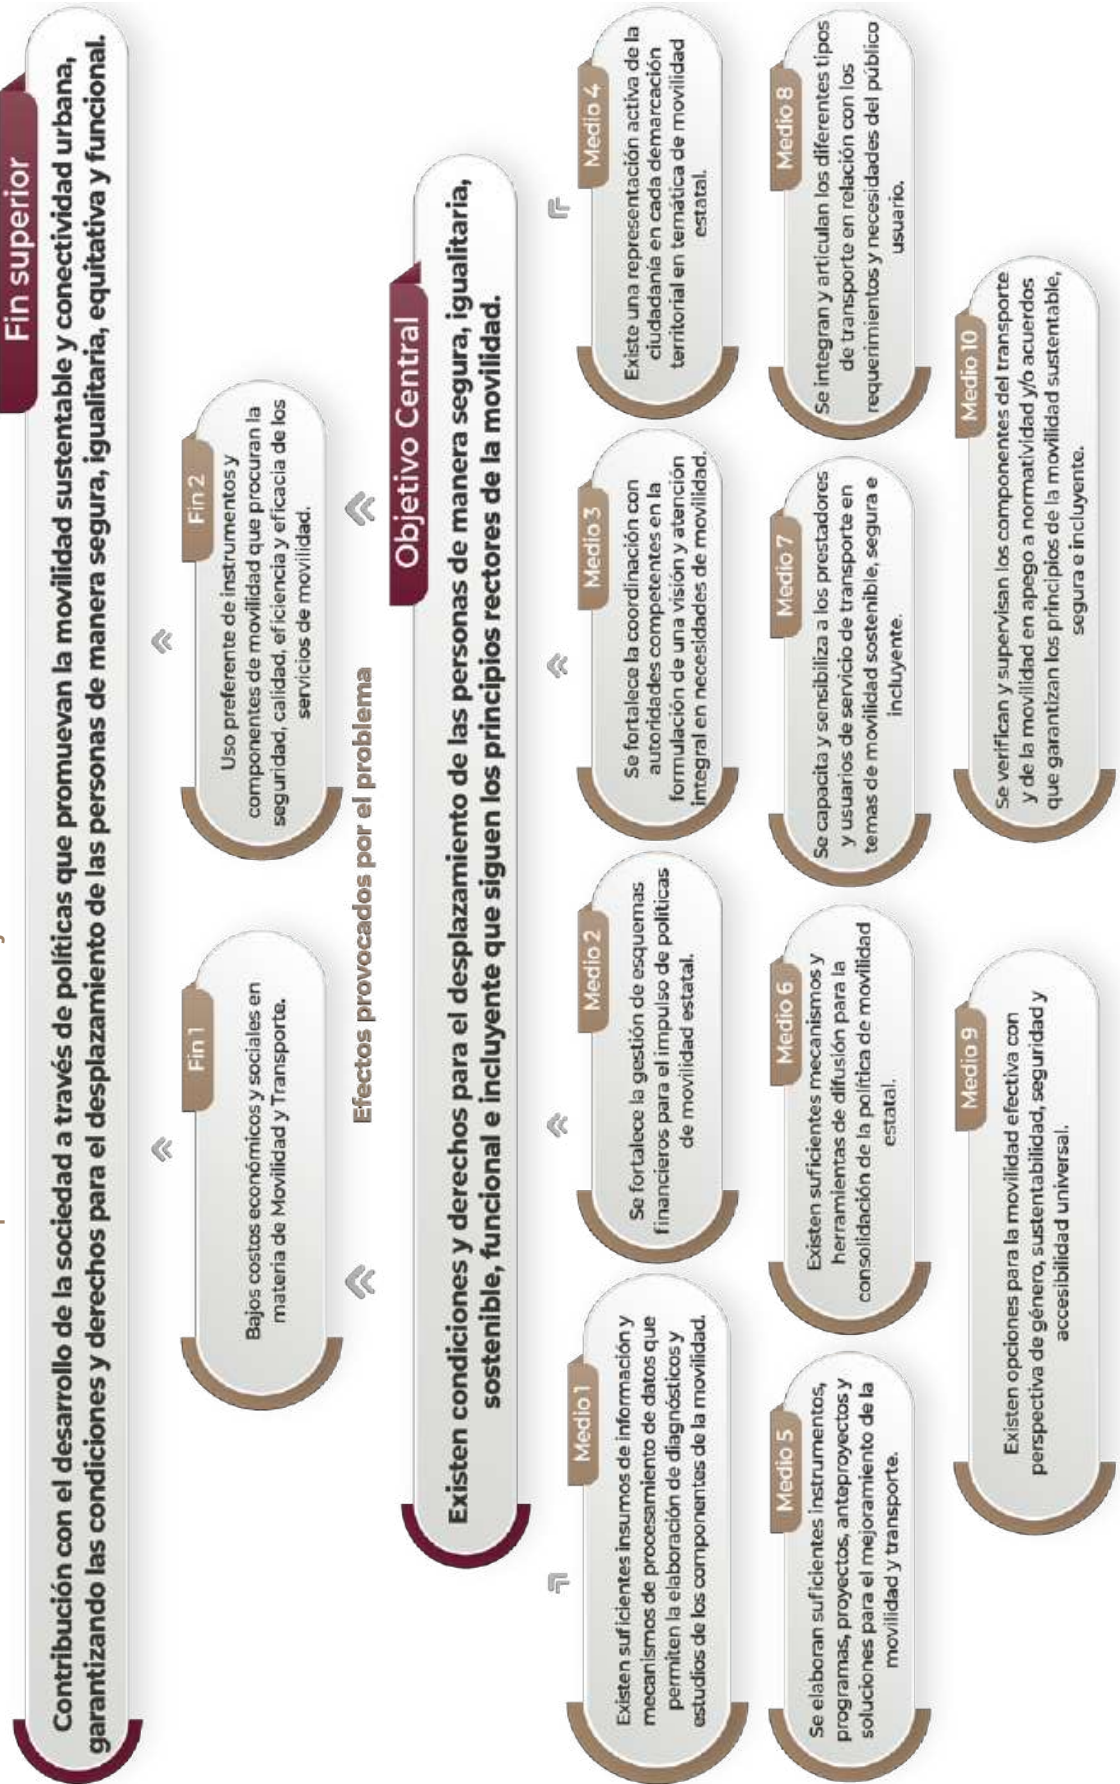 Fin superior
Contribución con el desarrollo de la sociedad a través de políticas que promuevan la movilidad sustentable y conectividad urbana,
garantizando las condiciones y derechos para el desplazamiento de las personas de manera segura, igualitaria, equitativa y funcional.
Fin 1
Bajos costos económicos y sociales en
materia de Movilidad y Transporte.
Fin 2
Uso preferente de instrumentos y
componentes de movilidad que procuran la
seguridad, calidad, eficiencia y eficacia de los
servicios de movilidad.
Efectos provocados por el problema
Objetivo Central
Existen condiciones y derechos para el desplazamiento de las personas de manera segura, igualitaria,
sostenible, funcional e incluyente que siguen los principios rectores de la movilidad.
Medio 1
Existen suficientes insumos de información y
mecanismos de procesamiento de datos que
permiten la elaboración de diagnósticos y
estudios de los componentes de la movilidad.
Medio 2
Se fortalece la gestión de esquemas
financieros para el impulso de políticas
de movilidad estatal.
Medio 3
Se fortalece la coordinación con
autoridades competentes en la
formulación de una visión y atención
integral en necesidades de movilidad.
Medio 4
Existe una representación activa de la
ciudadanía en cada demarcación
territorial en temática de movilidad
estatal.
Medio 5
Se elaboran suficientes instrumentos,
programas, proyectos, anteproyectos y
soluciones para el mejoramiento de la
movilidad y transporte.
Medio 6
Existen suficientes mecanismos y
herramientas de difusión para la
consolidación de la política de movilidad
estatal.
Medio 7
Se capacita y sensibiliza a los prestadores
y usuarios de servicio de transporte en
temas de movilidad sostenible, segura e
incluyente.
Medio 8
Se integran y articulan los diferentes tipos
de transporte en relación con los
requerimientos y necesidades del público
usuario.
Medio 9
Existen opciones para la movilidad efectiva con
perspectiva de género, sustentabilidad, seguridad y
accesibilidad universal.
Medio 10
Se verifican y supervisan los componentes del transporte
y de la movilidad en apego a normatividad y/o acuerdos
que garantizan los principios de la movilidad sustentable,
segura e incluyente.